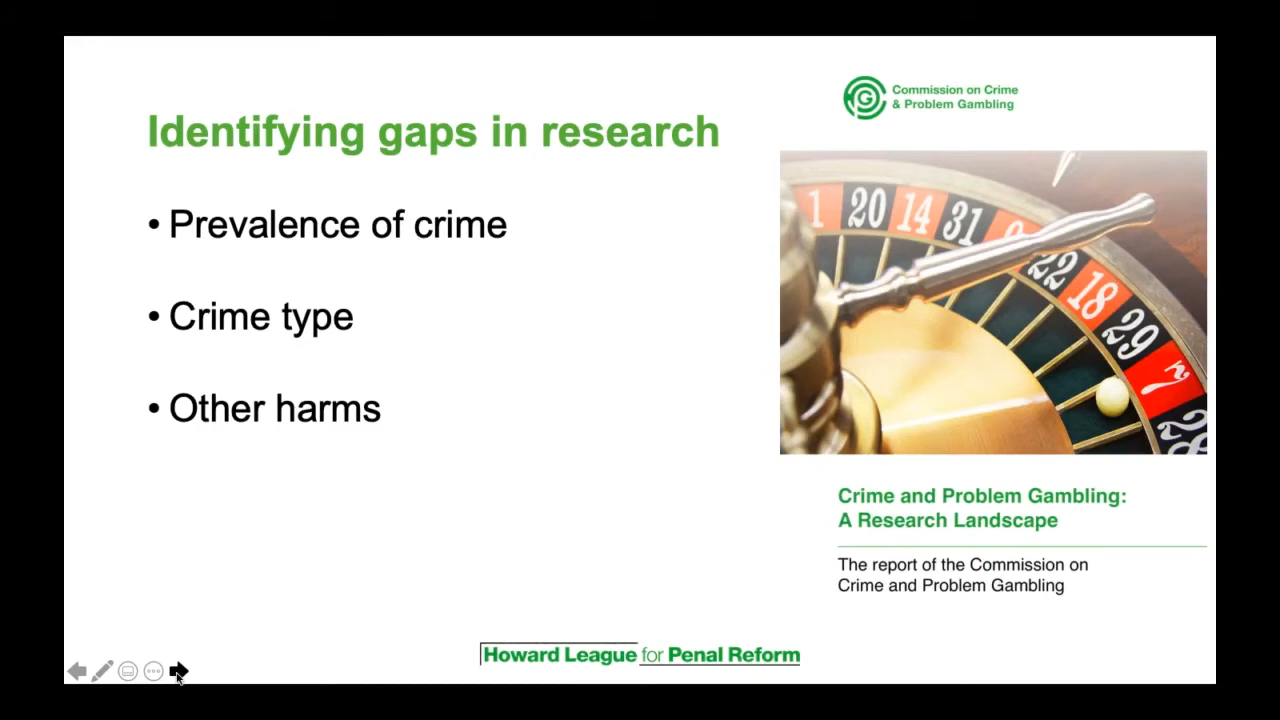 Commission on Crime
& Problem Gambling
Identifying gaps in research
• Prevalence of crime
• Crime type
• Other harms
1 20 14 31 9 22 18 29 7 28
Crime and Problem Gambling:
A Research Landscape
The report of the Commission on
Crime and Problem Gambling
Howard League for Penal Reform